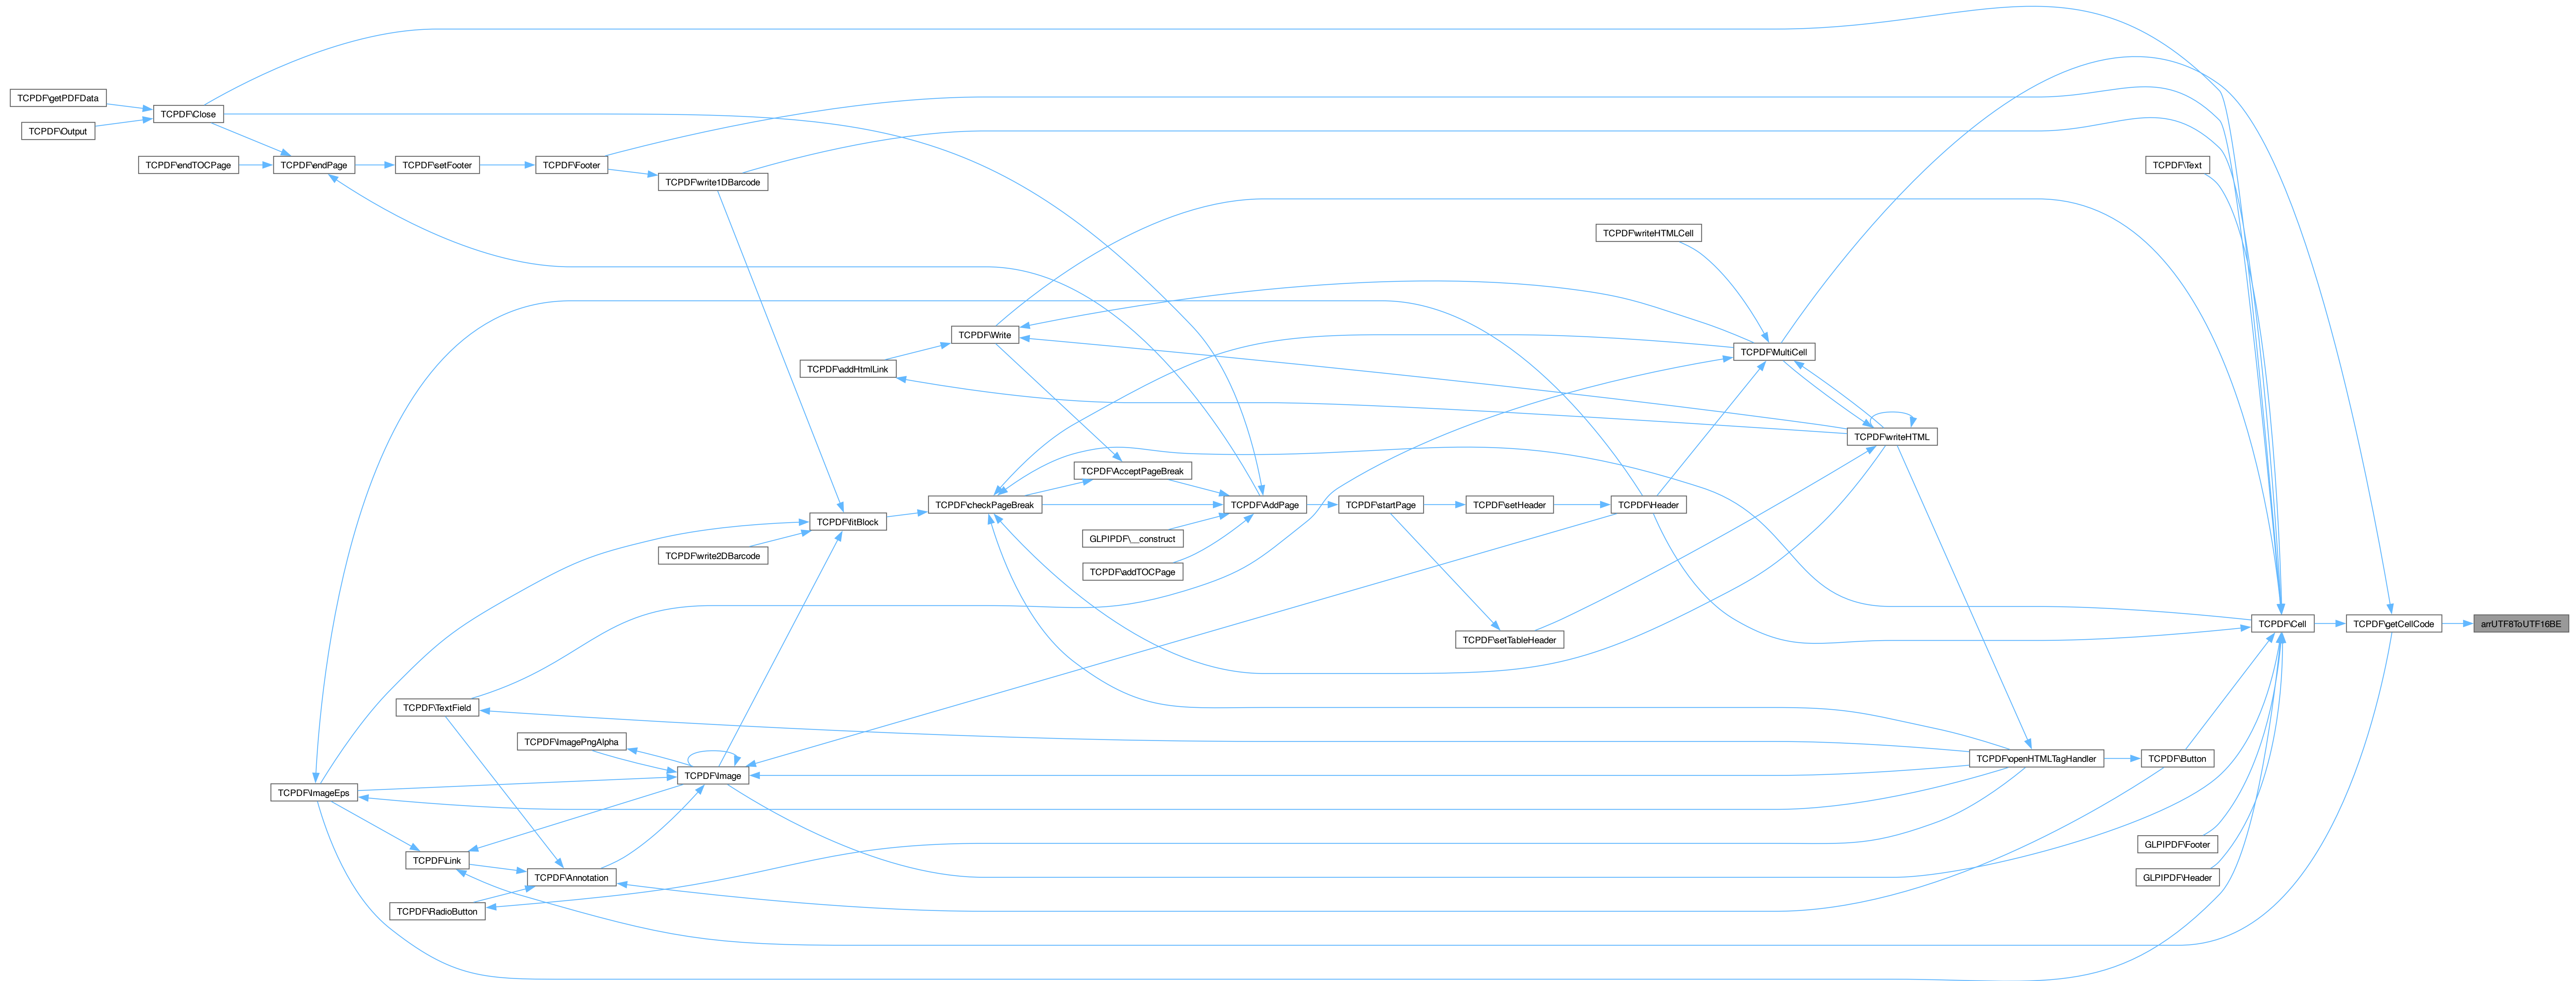 TCPDF\getPDFData
TCPDF\Close
TCPDF\Output
TCPDF\endTOCPage
TCPDF\endPage
TCPDF\setFooter
TCPDF\Footer
TCPDF\write1DBarcode
TCPDF\Text
TCPDF\writeHTMLCell
TCPDF\Write
TCPDF\MultiCell
TCPDF\addHtmlLink
TCPDF\writeHTML
TCPDF\AcceptPageBreak
TCPDF\checkPageBreak
TCPDF\AddPage
TCPDF\startPage
TCPDF\setHeader
TCPDF\Header
TCPDF\fitBlock
GLPIPDF\__construct
TCPDF\write2DBarcode
TCPDF\addTOCPage
TCPDF\Cell
TCPDF\getCellCode
arrUTF8ToUTF16BE
TCPDF\setTableHeader
TCPDF\TextField
TCPDF\ImagePngAlpha
TCPDF\openHTMLTagHandler
TCPDF\Button
TCPDF\Image
TCPDF\ImageEps
GLPIPDF\Footer
TCPDF\Link
TCPDF\Annotation
GLPIPDF\Header
TCPDF\RadioButton